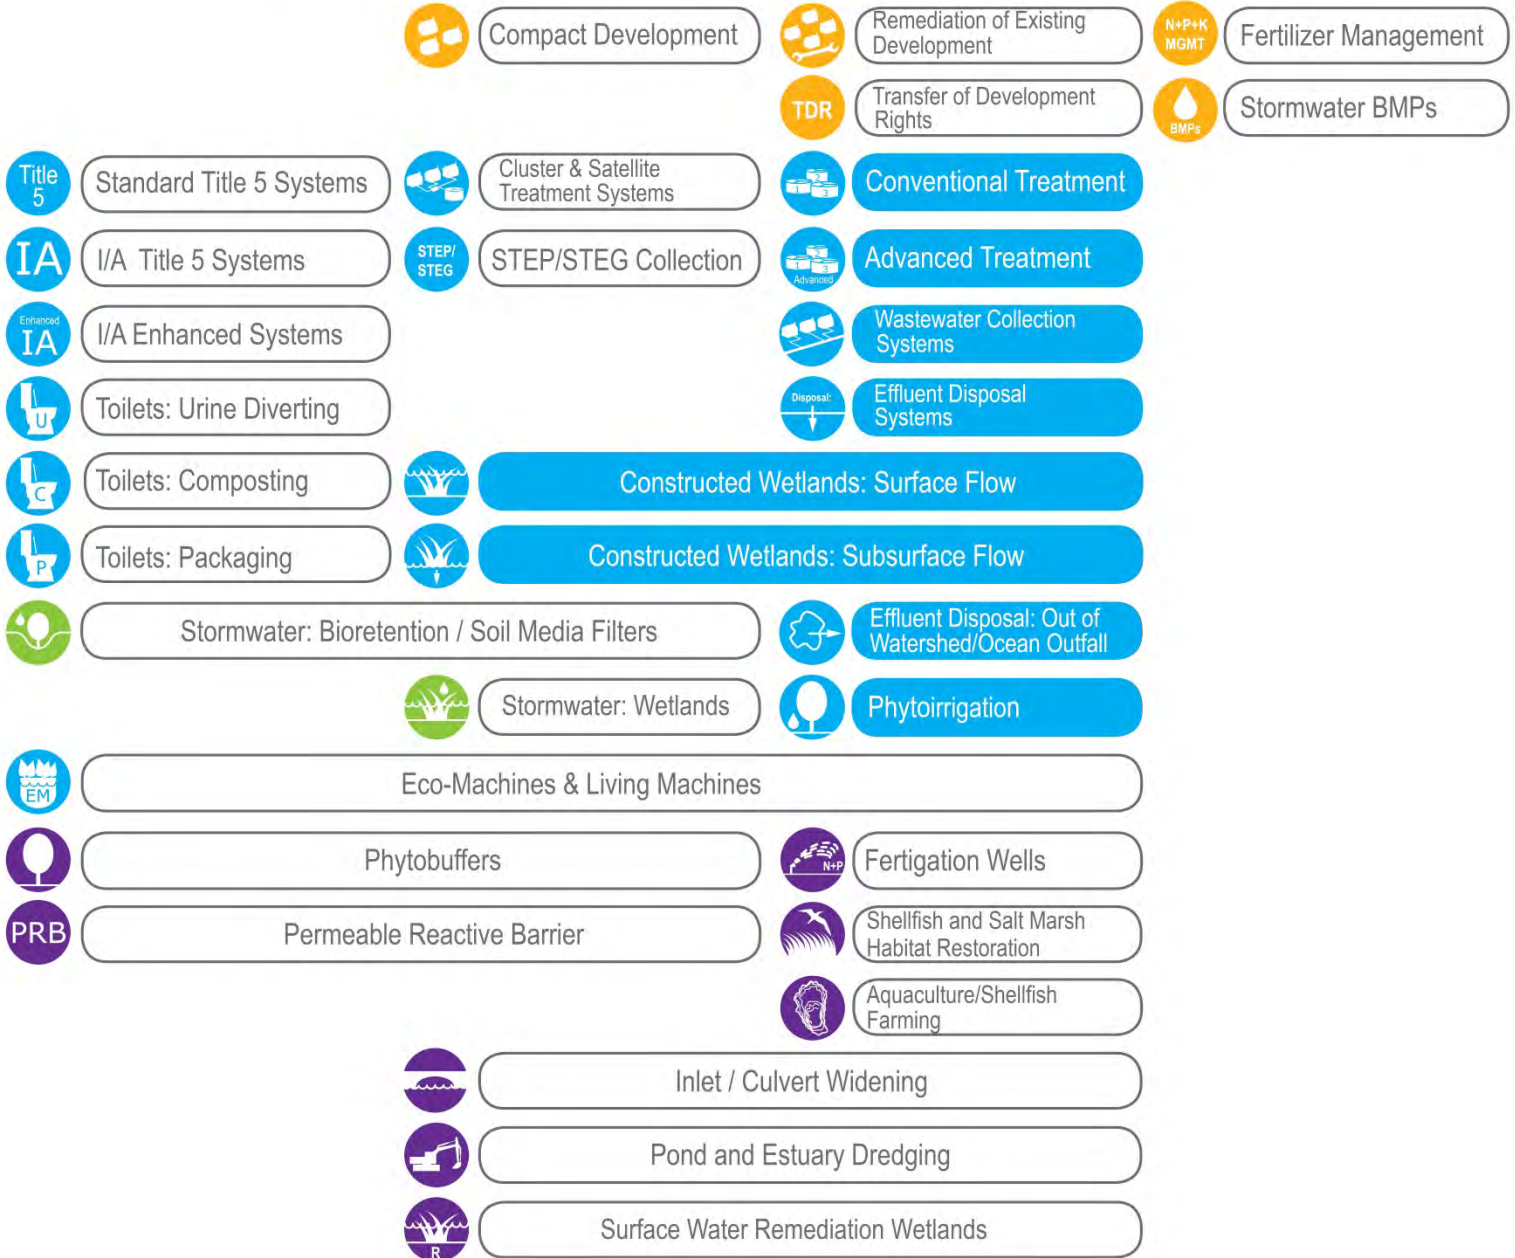 Compact Development
Remediation of Existing
Development
N+P+K
MGMT
Fertilizer Management
TDR
Transfer of Development
Rights
BMPs
Stormwater BMPs
Title
5
Standard Title 5 Systems
Cluster & Satellite
Treatment Systems
Conventional Treatment
IA
I/A Title 5 Systems
STEP/
STEG
STEP/STEG Collection
1
3
Advanced
Advanced Treatment
Enhanced
IA
I/A Enhanced Systems
Wastewater Collection
Systems
U
Toilets: Urine Diverting
Disposal:
Effluent Disposal
Systems
C
Toilets: Composting
Constructed Wetlands: Surface Flow
P
Toilets: Packaging
Constructed Wetlands: Subsurface Flow
Stormwater: Bioretention / Soil Media Filters
Effluent Disposal: Out of
Watershed/Ocean Outfall
Stormwater: Wetlands
Phytoirrigation
EM
Eco-Machines & Living Machines
Phytobuffers
N+P
Fertigation Wells
PRB
Permeable Reactive Barrier
Shellfish and Salt Marsh
Habitat Restoration
Aquaculture/Shellfish
Farming
Inlet / Culvert Widening
Pond and Estuary Dredging
R
Surface Water Remediation Wetlands